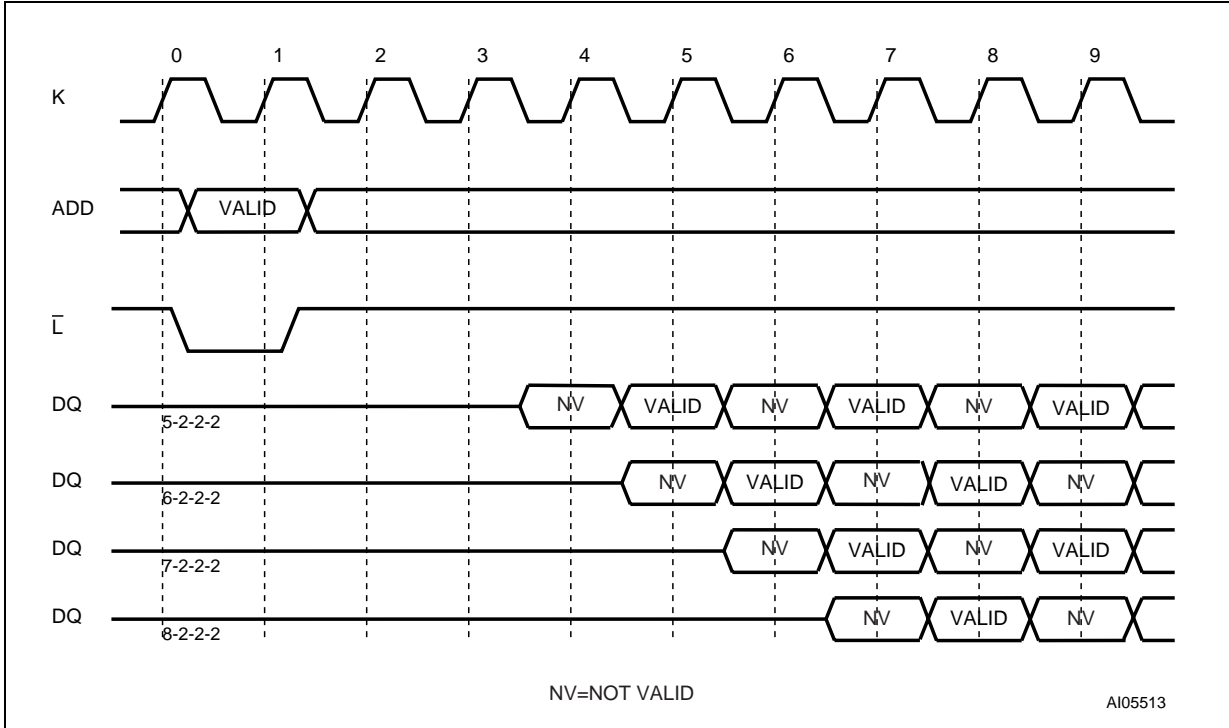 0 1 2 3 4 5 6 7 8 9
K
ADD VALID
L̅
DQ 5-2-2-2 NV VALID NV VALID NV VALID
DQ 6-2-2-2 NV VALID NV VALID NV
DQ 7-2-2-2 NV VALID NV VALID
DQ 8-2-2-2 NV VALID NV
NV=NOT VALID
AI05513